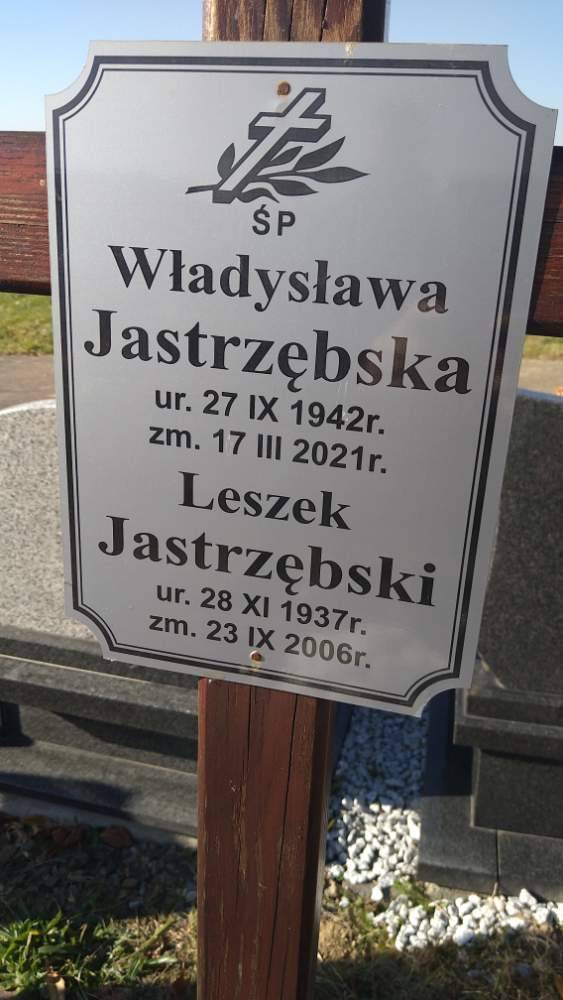 ŚP
Władysława
Jastrzębska
ur. 27 IX 1942r.
zm. 17 III 2021r.
Leszek
Jastrzębski
ur. 28 XI 1937r.
zm. 23 IX 2006r.